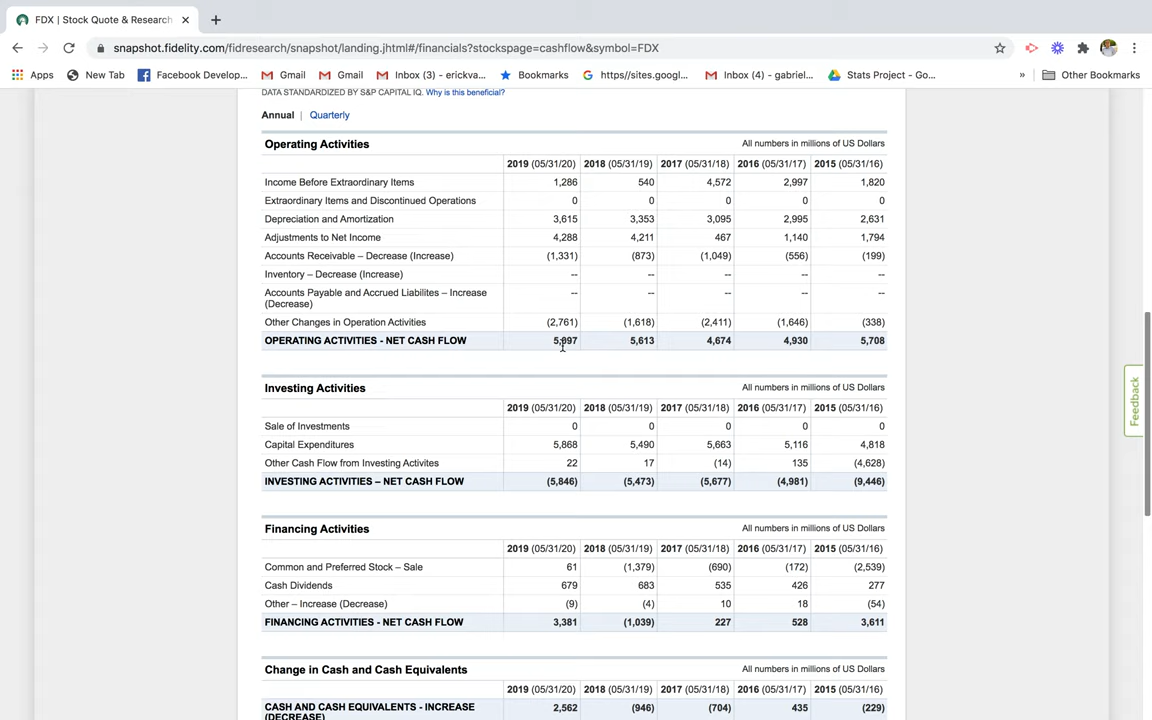 FDX | Stock Quote & Research
snapshot.fidelity.com/fidresearch/snapshot/landing.jhtml#/financials?stockspage=cashflow&symbol=FDX
Apps New Tab Facebook Develop... Gmail Gmail Inbox (3) - erickva... Bookmarks https://sites.googl... Inbox (4) - gabriel... Stats Project - Go... » Other Bookmarks
DATA STANDARDIZED BY S&P CAPITAL IQ. Why is this beneficial?
Annual | Quarterly
Operating Activities All numbers in millions of US Dollars
2019 (05/31/20) 2018 (05/31/19) 2017 (05/31/18) 2016 (05/31/17) 2015 (05/31/16)
Income Before Extraordinary Items 1,286 540 4,572 2,997 1,820
Extraordinary Items and Discontinued Operations 0 0 0 0 0
Depreciation and Amortization 3,615 3,353 3,095 2,995 2,631
Adjustments to Net Income 4,288 4,211 467 1,140 1,794
Accounts Receivable – Decrease (Increase) (1,331) (873) (1,049) (556) (199)
Inventory – Decrease (Increase) -- -- -- -- --
Accounts Payable and Accrued Liabilites – Increase -- -- -- -- --
(Decrease)
Other Changes in Operation Activities (2,761) (1,618) (2,411) (1,646) (338)
OPERATING ACTIVITIES - NET CASH FLOW 5,097 5,613 4,674 4,930 5,708
Investing Activities All numbers in millions of US Dollars
2019 (05/31/20) 2018 (05/31/19) 2017 (05/31/18) 2016 (05/31/17) 2015 (05/31/16)
Sale of Investments 0 0 0 0 0
Capital Expenditures 5,868 5,490 5,663 5,116 4,818
Other Cash Flow from Investing Activites 22 17 (14) 135 (4,628)
INVESTING ACTIVITIES – NET CASH FLOW (5,846) (5,473) (5,677) (4,981) (9,446)
Financing Activities All numbers in millions of US Dollars
2019 (05/31/20) 2018 (05/31/19) 2017 (05/31/18) 2016 (05/31/17) 2015 (05/31/16)
Common and Preferred Stock – Sale 61 (1,379) (690) (172) (2,539)
Cash Dividends 679 683 535 426 277
Other – Increase (Decrease) (9) (4) 10 18 (54)
FINANCING ACTIVITIES - NET CASH FLOW 3,381 (1,039) 227 528 3,611
Change in Cash and Cash Equivalents All numbers in millions of US Dollars
2019 (05/31/20) 2018 (05/31/19) 2017 (05/31/18) 2016 (05/31/17) 2015 (05/31/16)
CASH AND CASH EQUIVALENTS - INCREASE 2,562 (946) (704) 435 (229)
(DECREASE)
Feedback